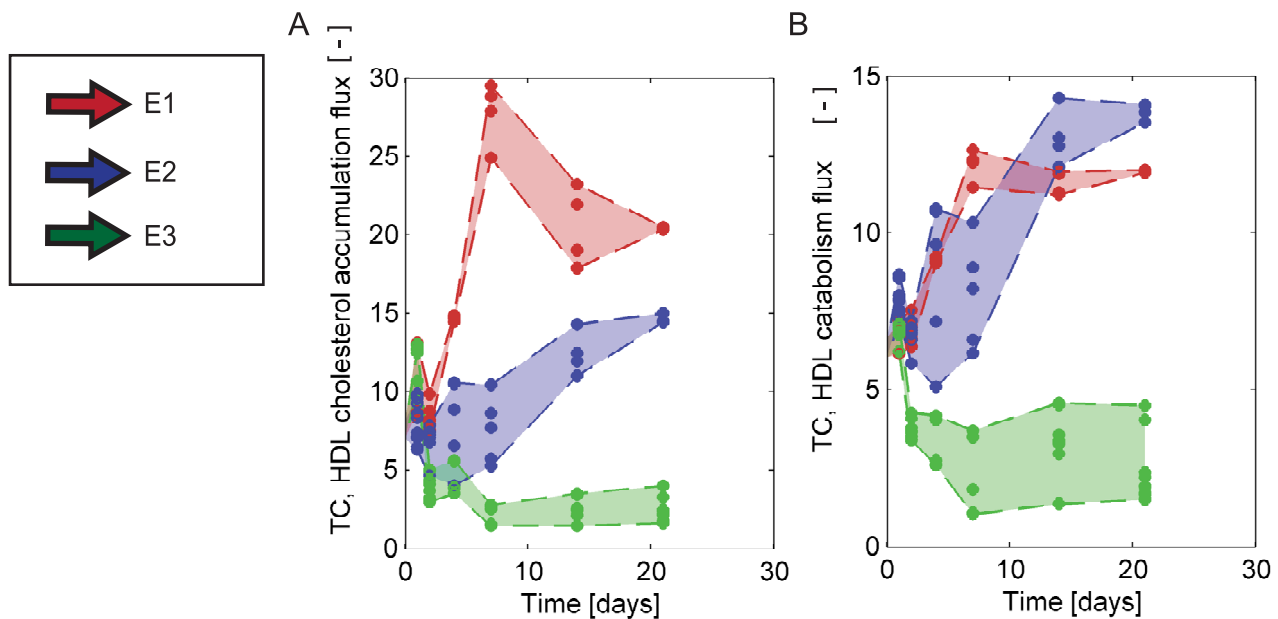 E1
E2
E3
A
TC, HDL cholesterol accumulation flux [ - ]
30
25
20
15
10
5
0
0 10 20 30
Time [days]
B
TC, HDL catabolism flux [ - ]
15
10
5
0
0 10 20 30
Time [days]